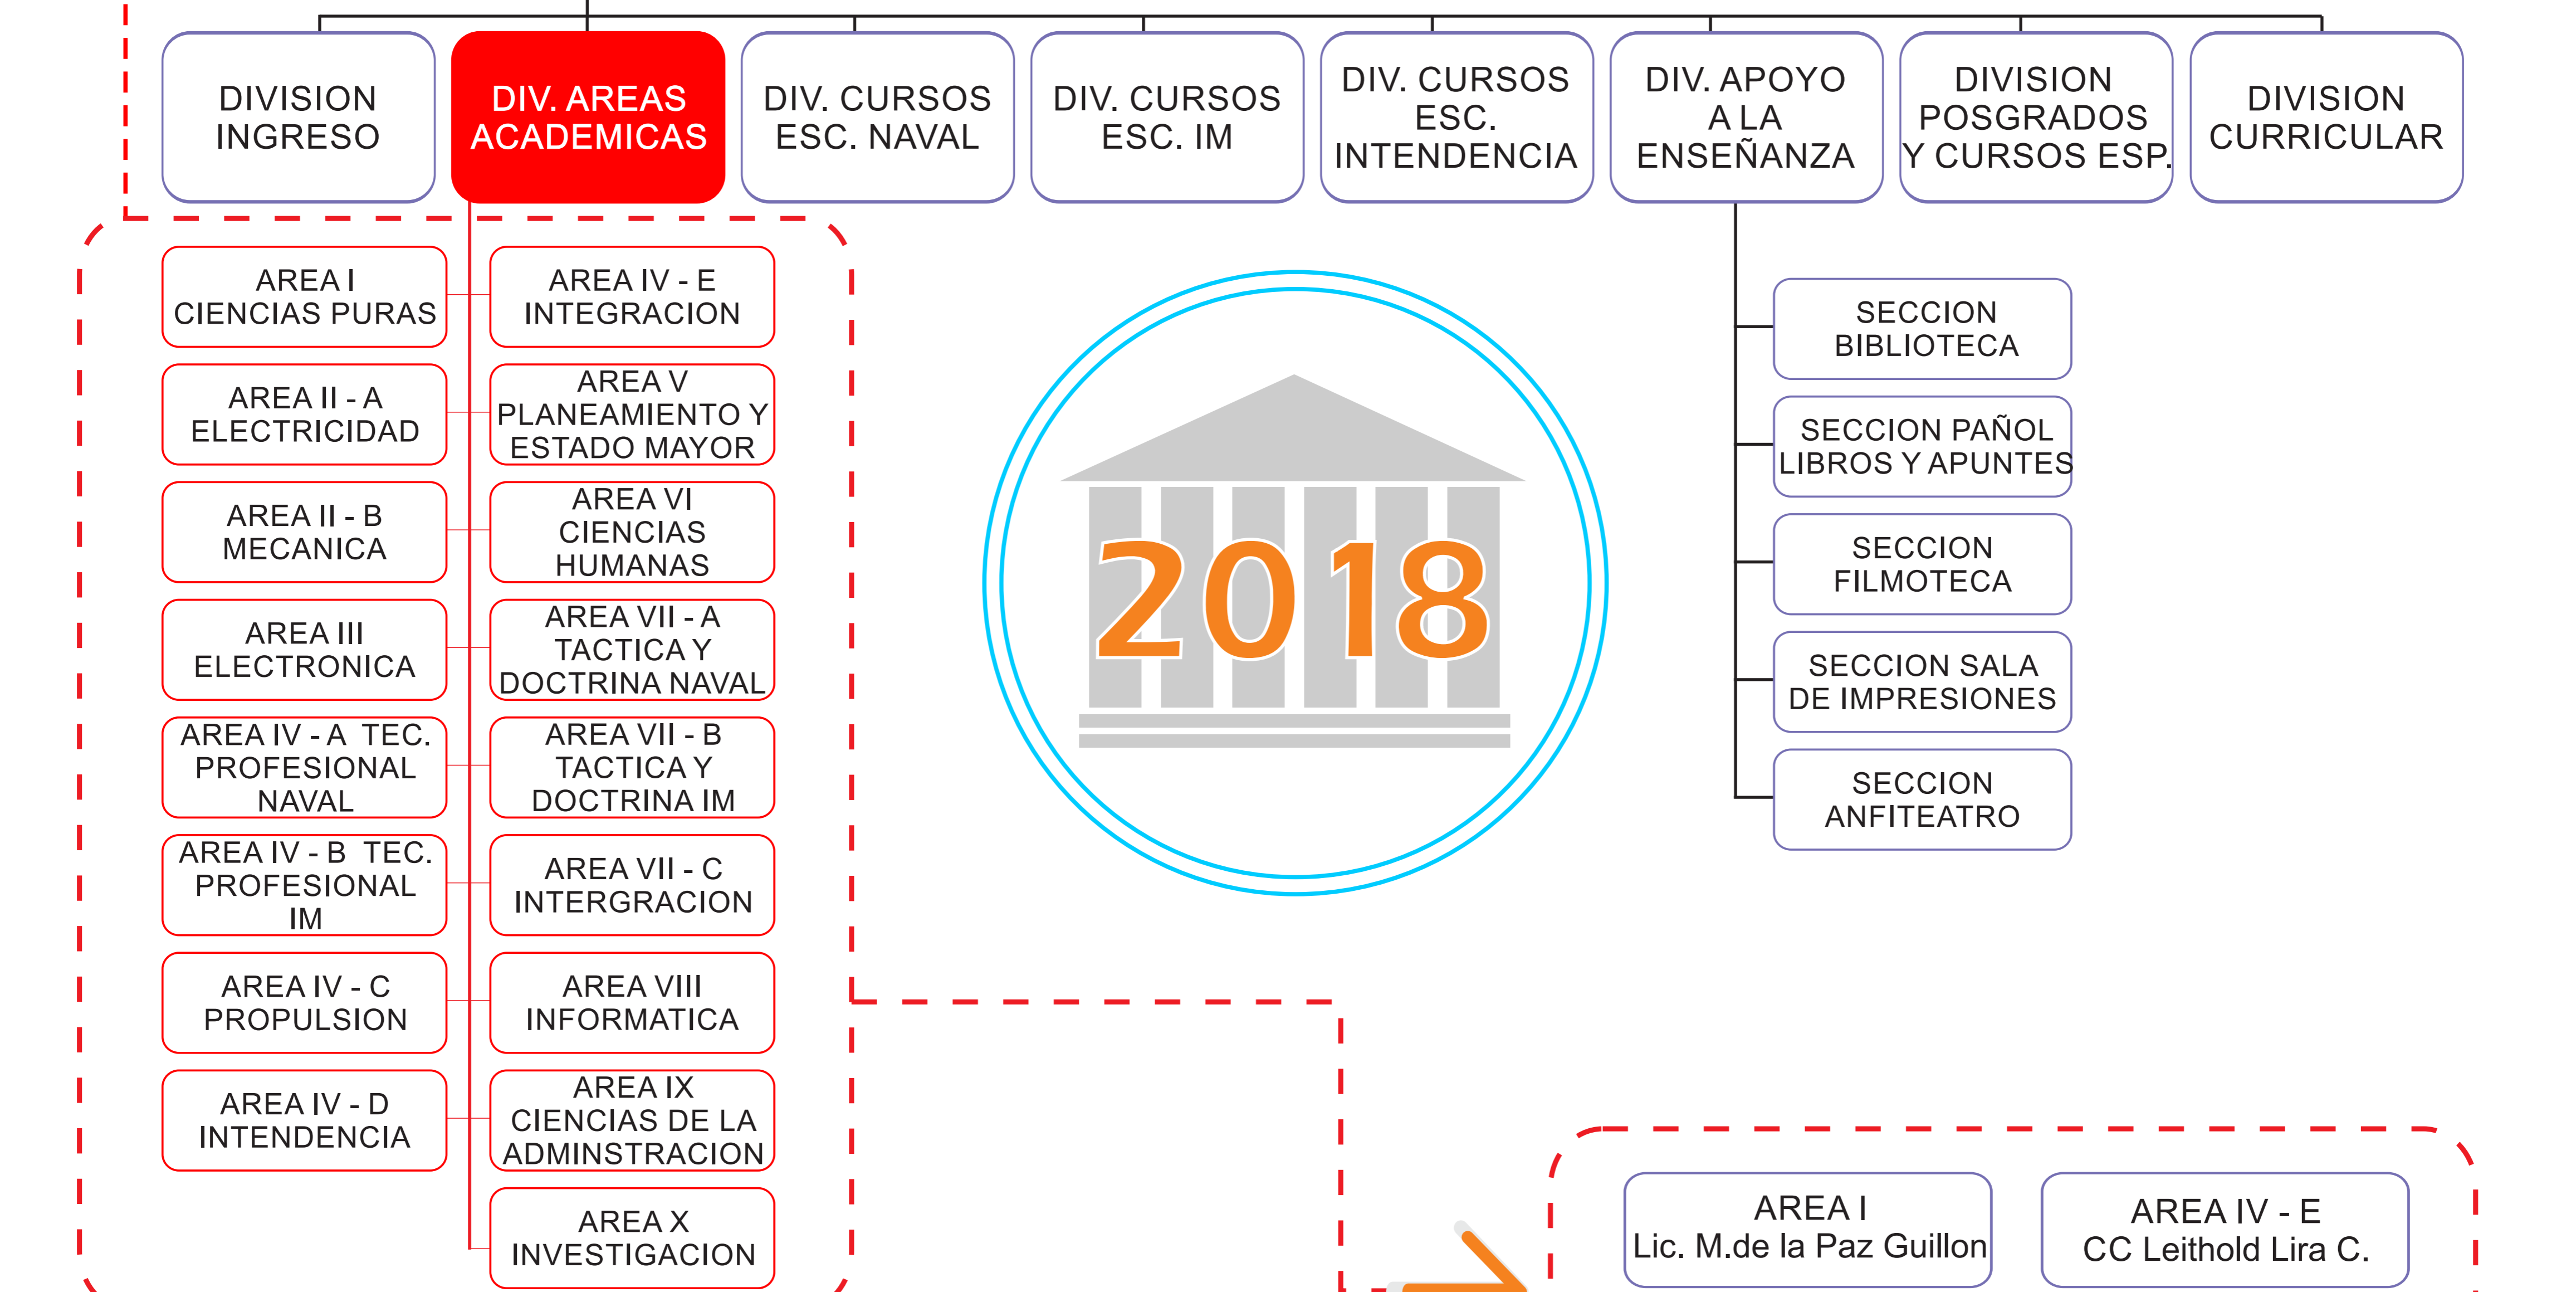 DIVISION
INGRESO
DIV. AREAS
ACADEMICAS
DIV. CURSOS
ESC. NAVAL
DIV. CURSOS
ESC. IM
DIV. CURSOS
ESC.
INTENDENCIA
DIV. APOYO
A LA
ENSEÑANZA
DIVISION
POSGRADOS
Y CURSOS ESP.
DIVISION
CURRICULAR
AREA I
CIENCIAS PURAS
AREA II - A
ELECTRICIDAD
AREA II - B
MECANICA
AREA III
ELECTRONICA
AREA IV - A TEC.
PROFESIONAL
NAVAL
AREA IV - B TEC.
PROFESIONAL
IM
AREA IV - C
PROPULSION
AREA IV - D
INTENDENCIA
AREA IV - E
INTEGRACION
AREA V
PLANEAMIENTO Y
ESTADO MAYOR
AREA VI
CIENCIAS
HUMANAS
AREA VII - A
TACTICA Y
DOCTRINA NAVAL
AREA VII - B
TACTICA Y
DOCTRINA IM
AREA VII - C
INTERGRACION
AREA VIII
INFORMATICA
AREA IX
CIENCIAS DE LA
ADMINSTRACION
AREA X
INVESTIGACION
2018
SECCION
BIBLIOTECA
SECCION PAÑOL
LIBROS Y APUNTES
SECCION
FILMOTECA
SECCION SALA
DE IMPRESIONES
SECCION
ANFITEATRO
AREA I
Lic. M.de la Paz Guillon
AREA IV - E
CC Leithold Lira C.